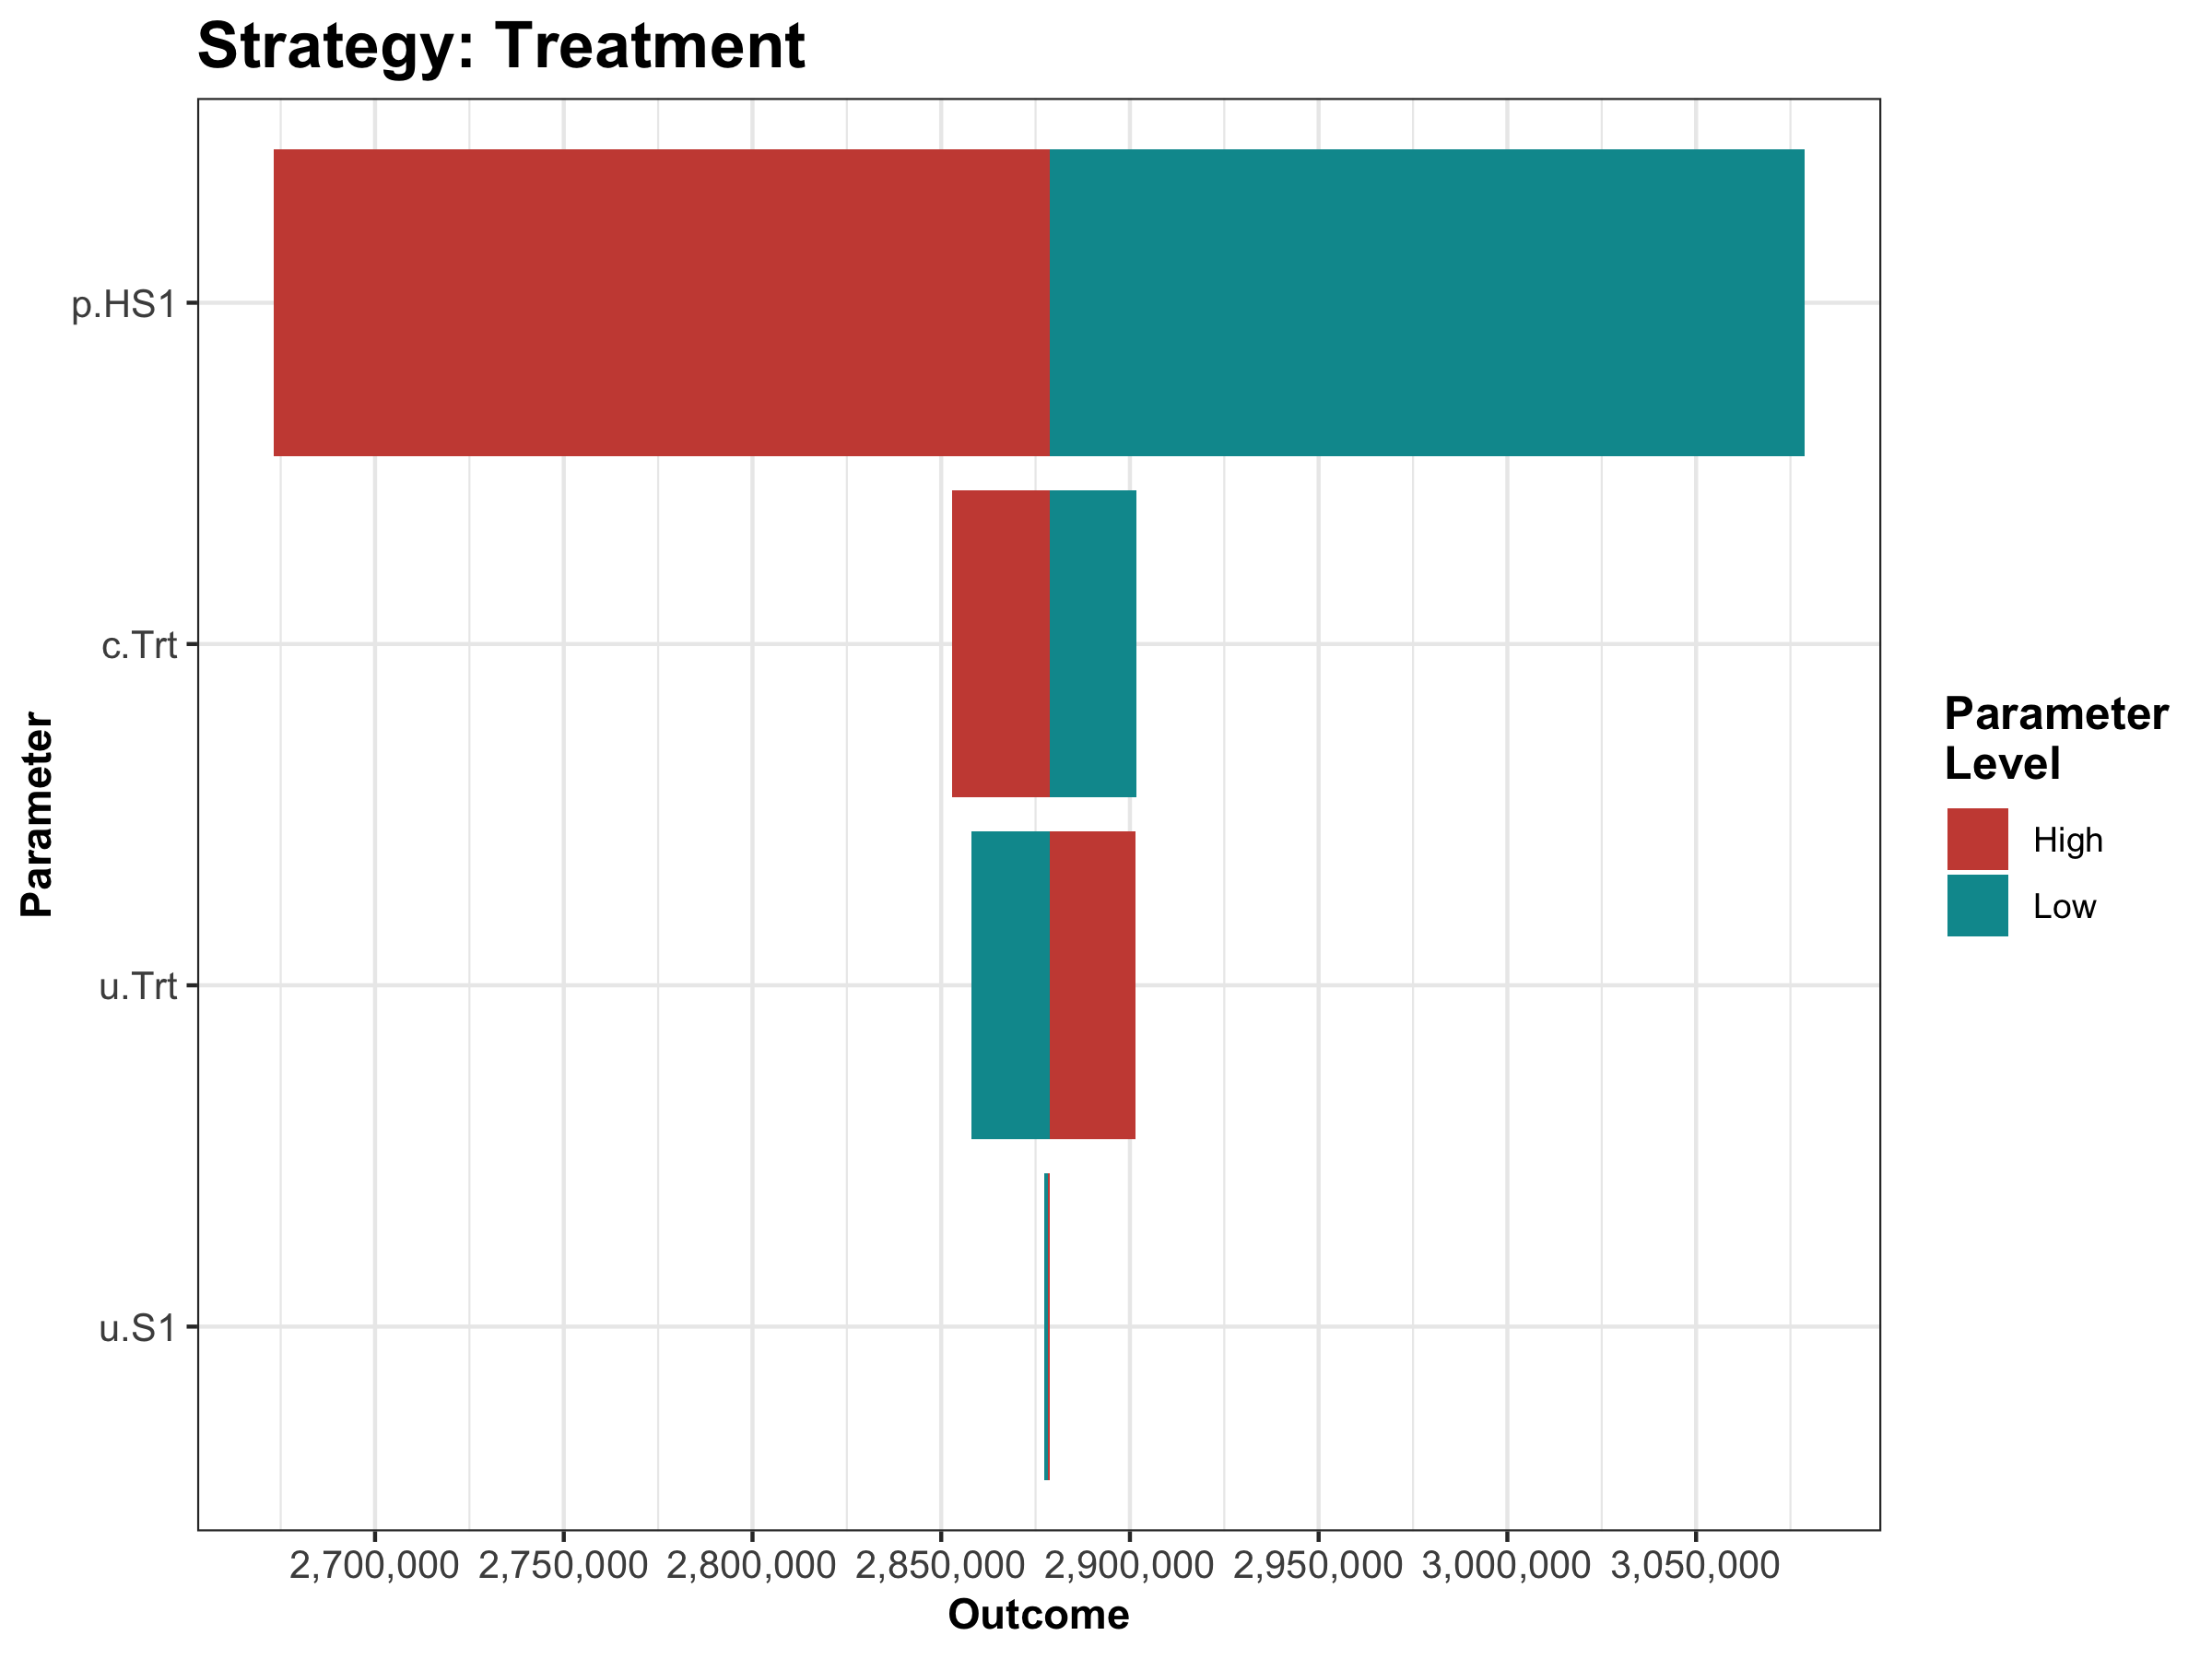 Strategy: Treatment
p.HS1
c.Trt
u.Trt
u.S1
Parameter
2,700,000 2,750,000 2,800,000 2,850,000 2,900,000 2,950,000 3,000,000 3,050,000
Outcome
Parameter
Level
High
Low